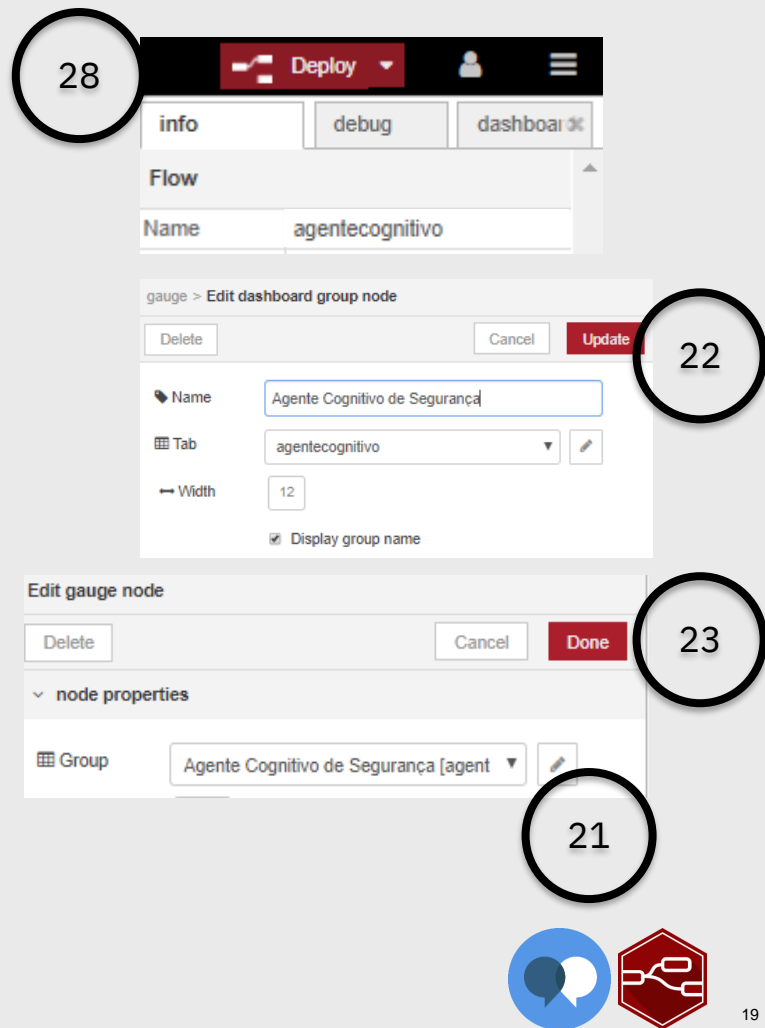 28
Deploy
info debug dashboar
Flow
Name agentecognitivo
gauge > Edit dashboard group node
Delete Cancel Update
22
Name Agente Cognitivo de Segurança
Tab agentecognitivo
Width 12
Display group name
Edit gauge node
Delete Cancel Done
23
node properties
Group Agente Cognitivo de Segurança [agent
21
19